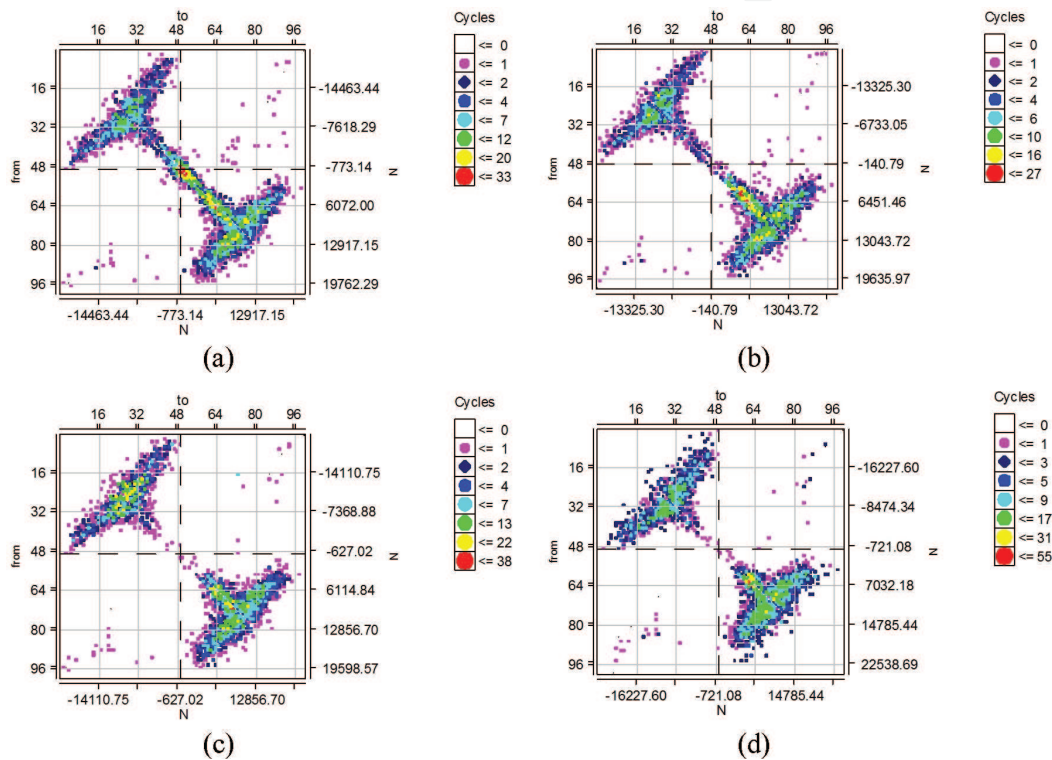 to
16 32 48 64 80 96
Cycles
<= 0
<= 1
<= 2
<= 4
<= 7
<= 12
<= 20
<= 33
from
16
32
48
64
80
96
-14463.44
-7618.29
-773.14
6072.00
12917.15
19762.29
N
-14463.44 -773.14 12917.15
N
(a)
to
16 32 48 64 80 96
Cycles
<= 0
<= 1
<= 2
<= 4
<= 6
<= 10
<= 16
<= 27
from
16
32
48
64
80
96
-13325.30
-6733.05
-140.79
6451.46
13043.72
19635.97
N
-13325.30 -140.79 13043.72
N
(b)
to
16 32 48 64 80 96
Cycles
<= 0
<= 1
<= 2
<= 4
<= 7
<= 13
<= 22
<= 38
from
16
32
48
64
80
96
-14110.75
-7368.88
-627.02
6114.84
12856.70
19598.57
N
-14110.75 -627.02 12856.70
N
(c)
to
16 32 48 64 80 96
Cycles
<= 0
<= 1
<= 3
<= 5
<= 9
<= 17
<= 31
<= 55
from
16
32
48
64
80
96
-16227.60
-8474.34
-721.08
7032.18
14785.44
22538.69
N
-16227.60 -721.08 14785.44
N
(d)